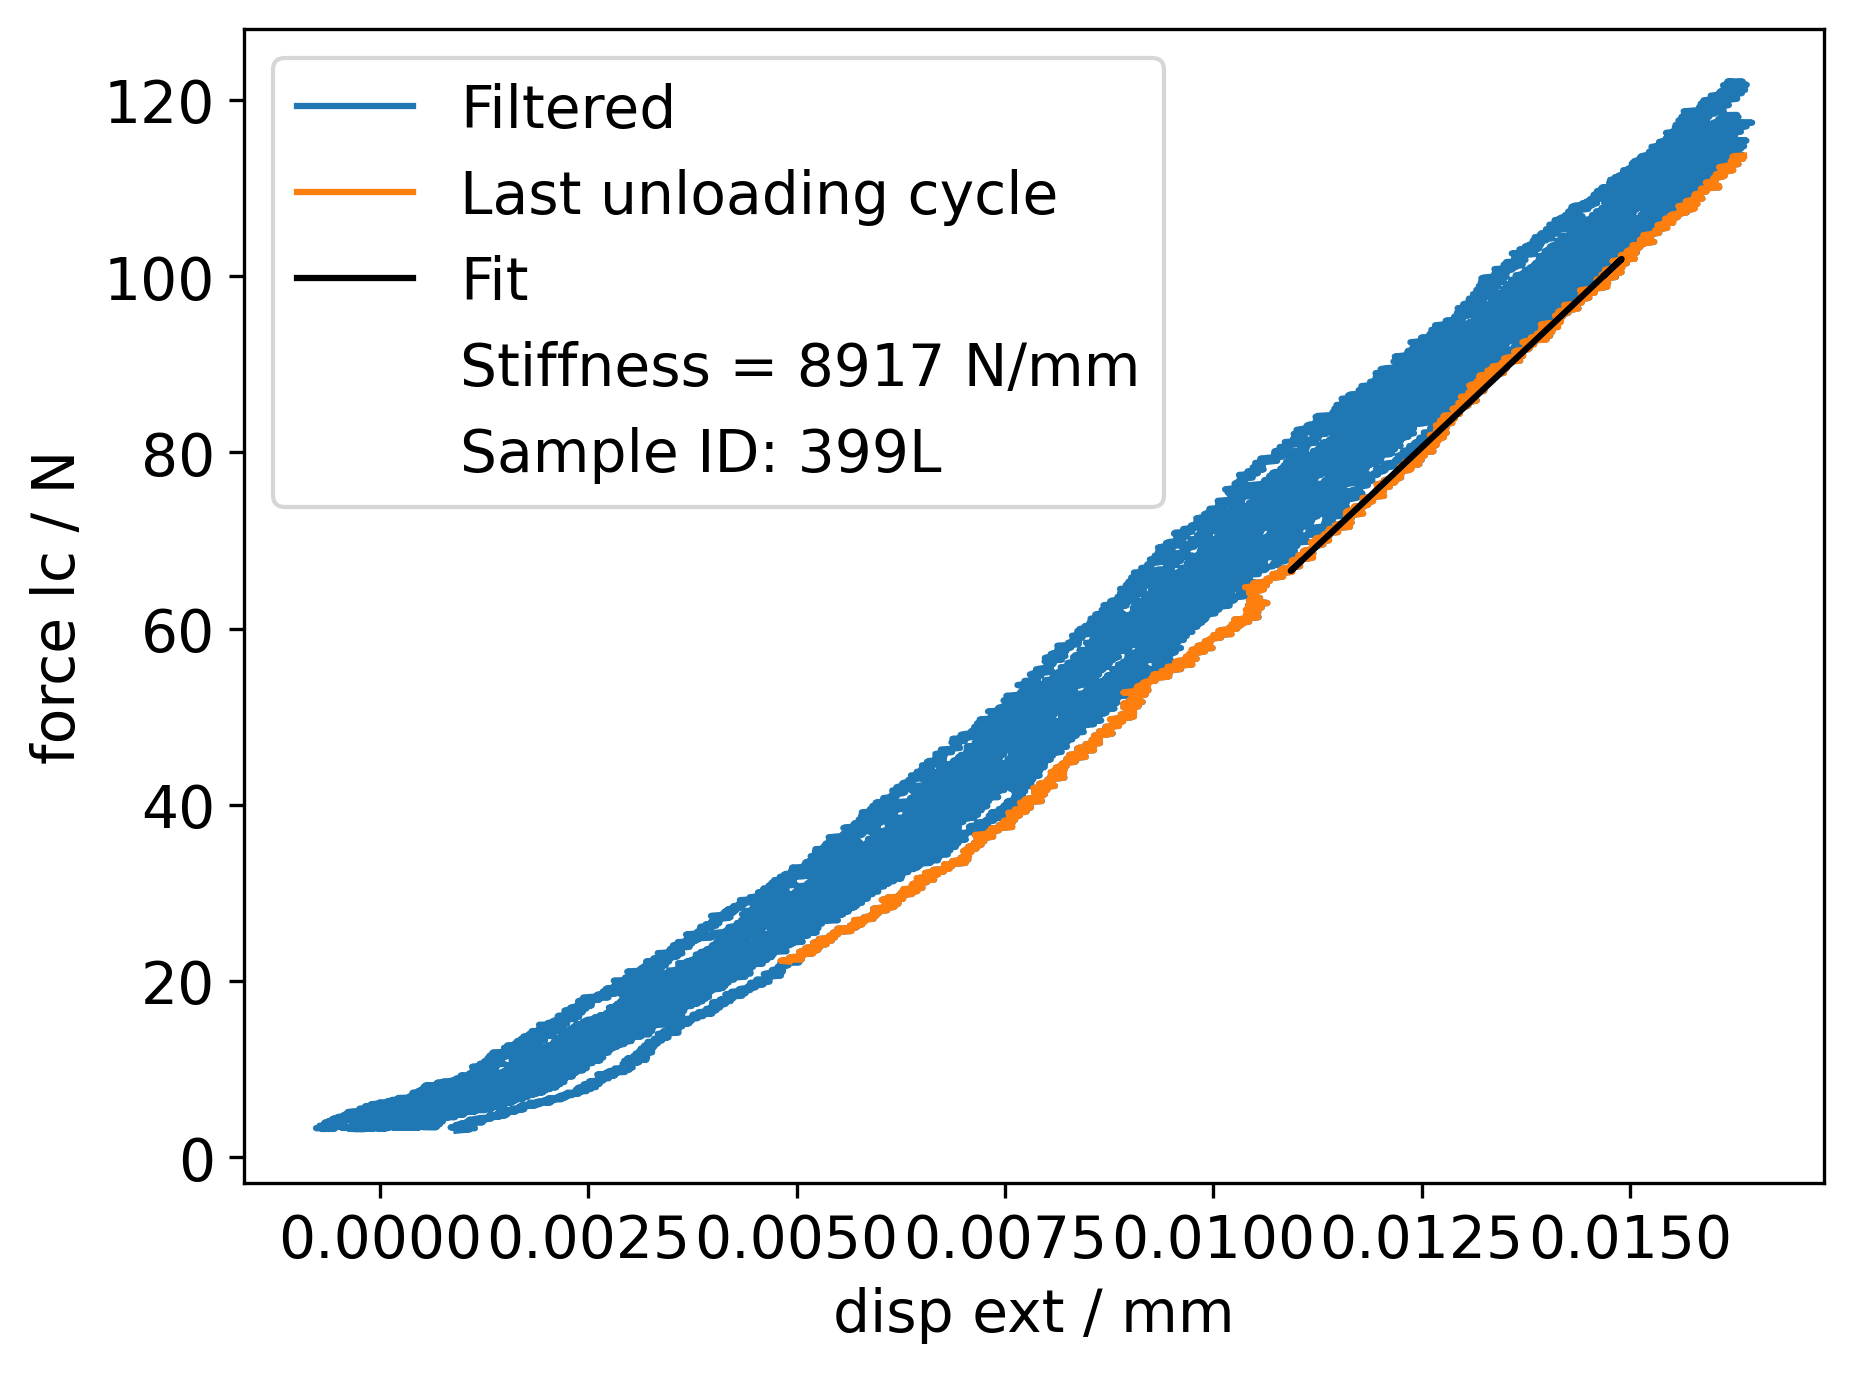 Filtered
Last unloading cycle
Fit
Stiffness = 8917 N/mm
Sample ID: 399L
120
100
80
60
40
20
0
force lc / N
0.0000 0.0025 0.0050 0.0075 0.0100 0.0125 0.0150
disp ext / mm